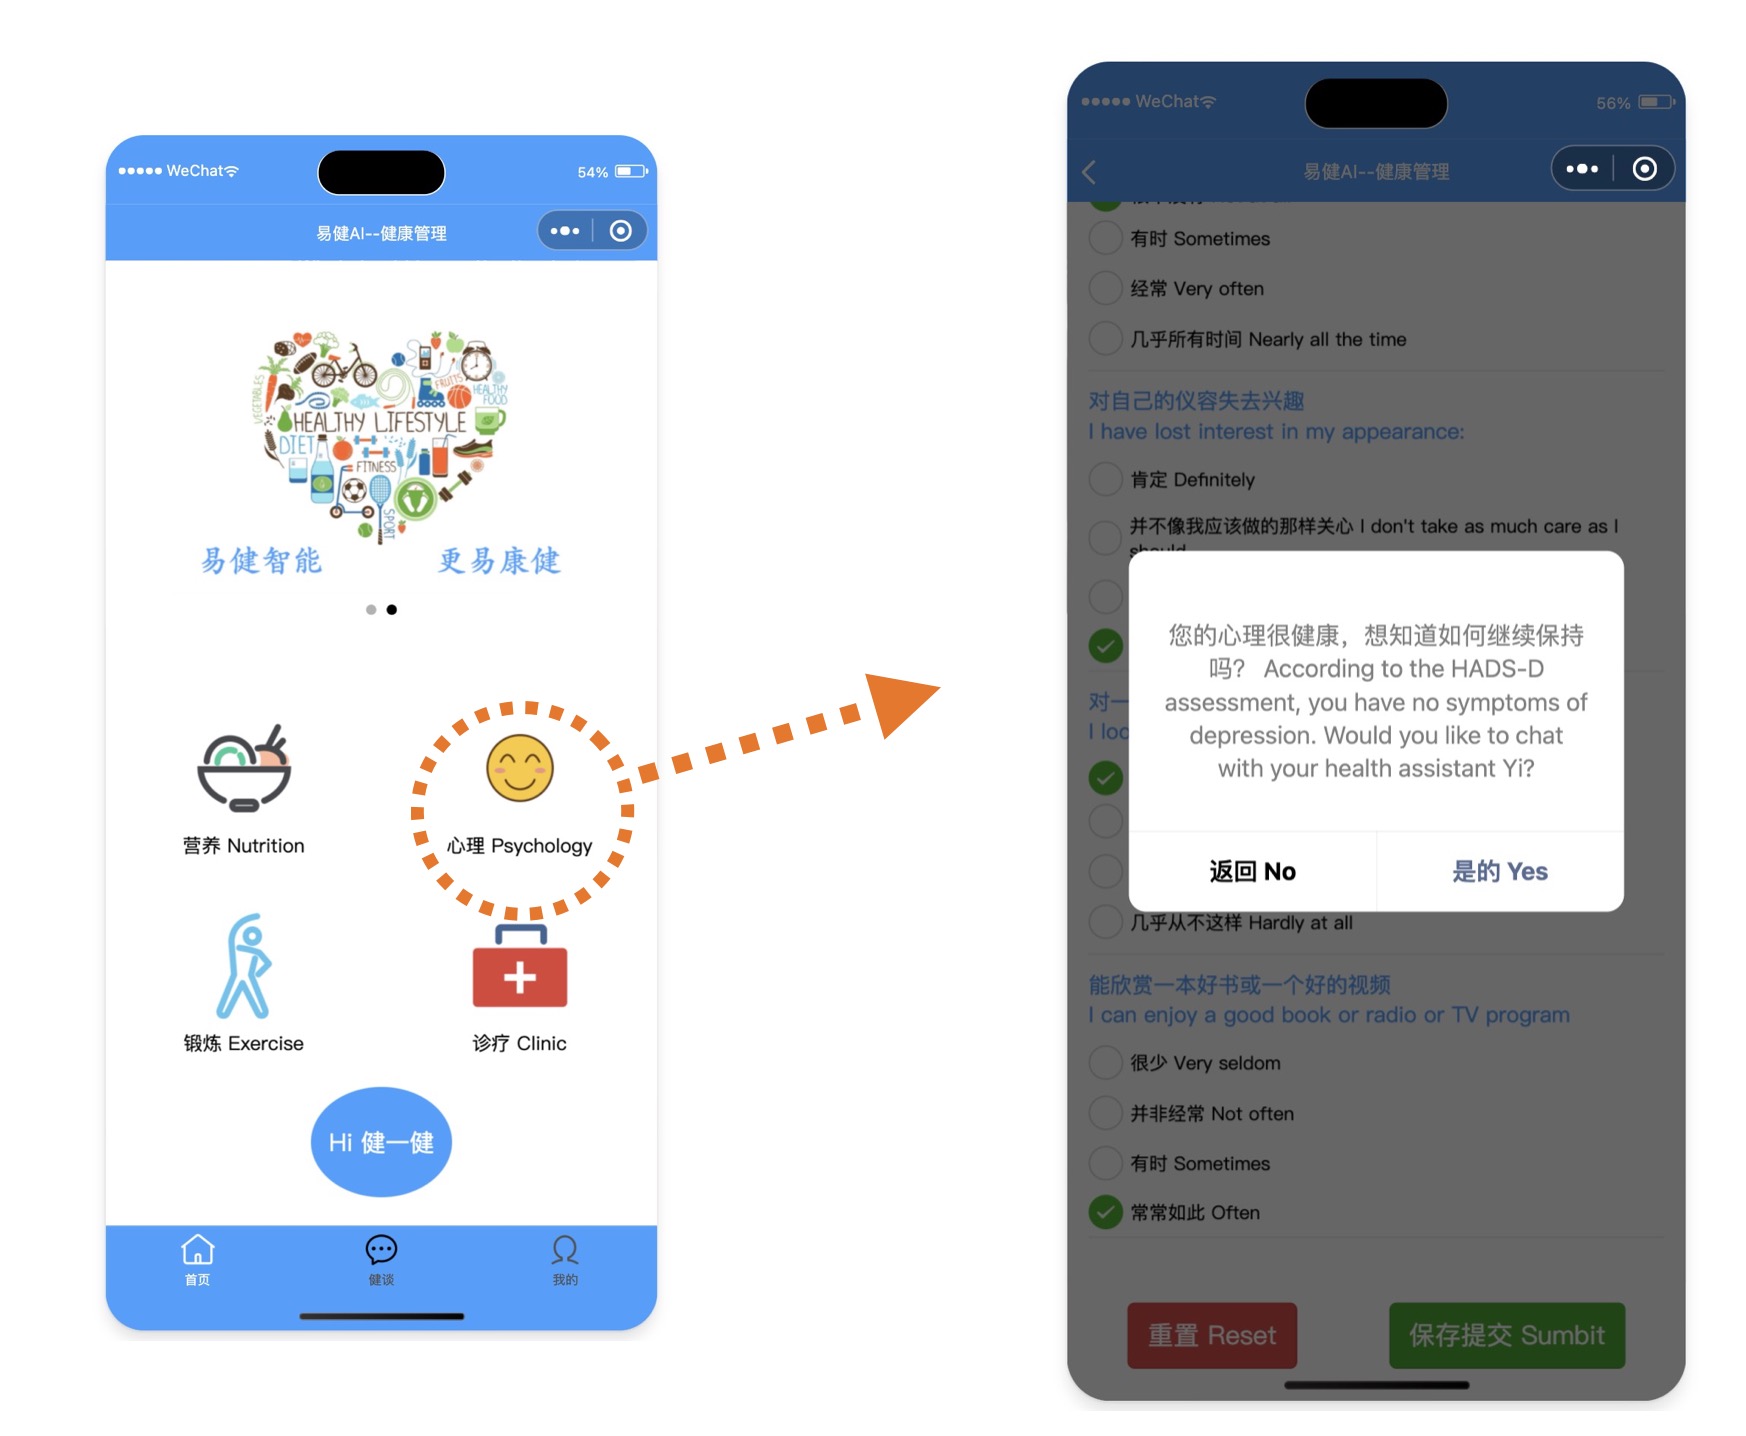 WeChat
54%
易健AI--健康管理
VEGETABLES
FRUITS
HEALTHY
FOOD
HEALTHY LIFESTYLE
DIET
FITNESS
SPORT
易健智能
更易康健
营养 Nutrition
心理 Psychology
锻炼 Exercise
诊疗 Clinic
Hi 健一健
首页
健谈
我的
WeChat
56%
易健AI--健康管理
有时 Sometimes
经常 Very often
几乎所有时间 Nearly all the time
对自己的仪容失去兴趣
I have lost interest in my appearance:
肯定 Definitely
并不像我应该做的那样关心 I don't take as much care as I
should
您的心理很健康，想知道如何继续保持
吗？ According to the HADS-D
assessment, you have no symptoms of
depression. Would you like to chat
with your health assistant Yi?
返回 No
是的 Yes
对一
I loo
几乎从不这样 Hardly at all
能欣赏一本好书或一个好的视频
I can enjoy a good book or radio or TV program
很少 Very seldom
并非经常 Not often
有时 Sometimes
常常如此 Often
重置 Reset
保存提交 Sumbit